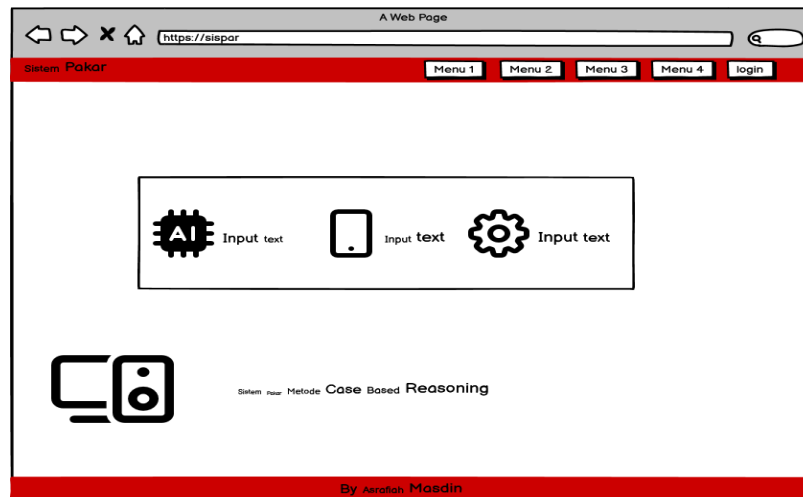 A Web Page
https://sispar
Sistem Pakar
Menu 1
Menu 2
Menu 3
Menu 4
login
AI
Input text
Input text
Input text
Sistem Pakar Metode Case Based Reasoning
By Asrafiah Masdin